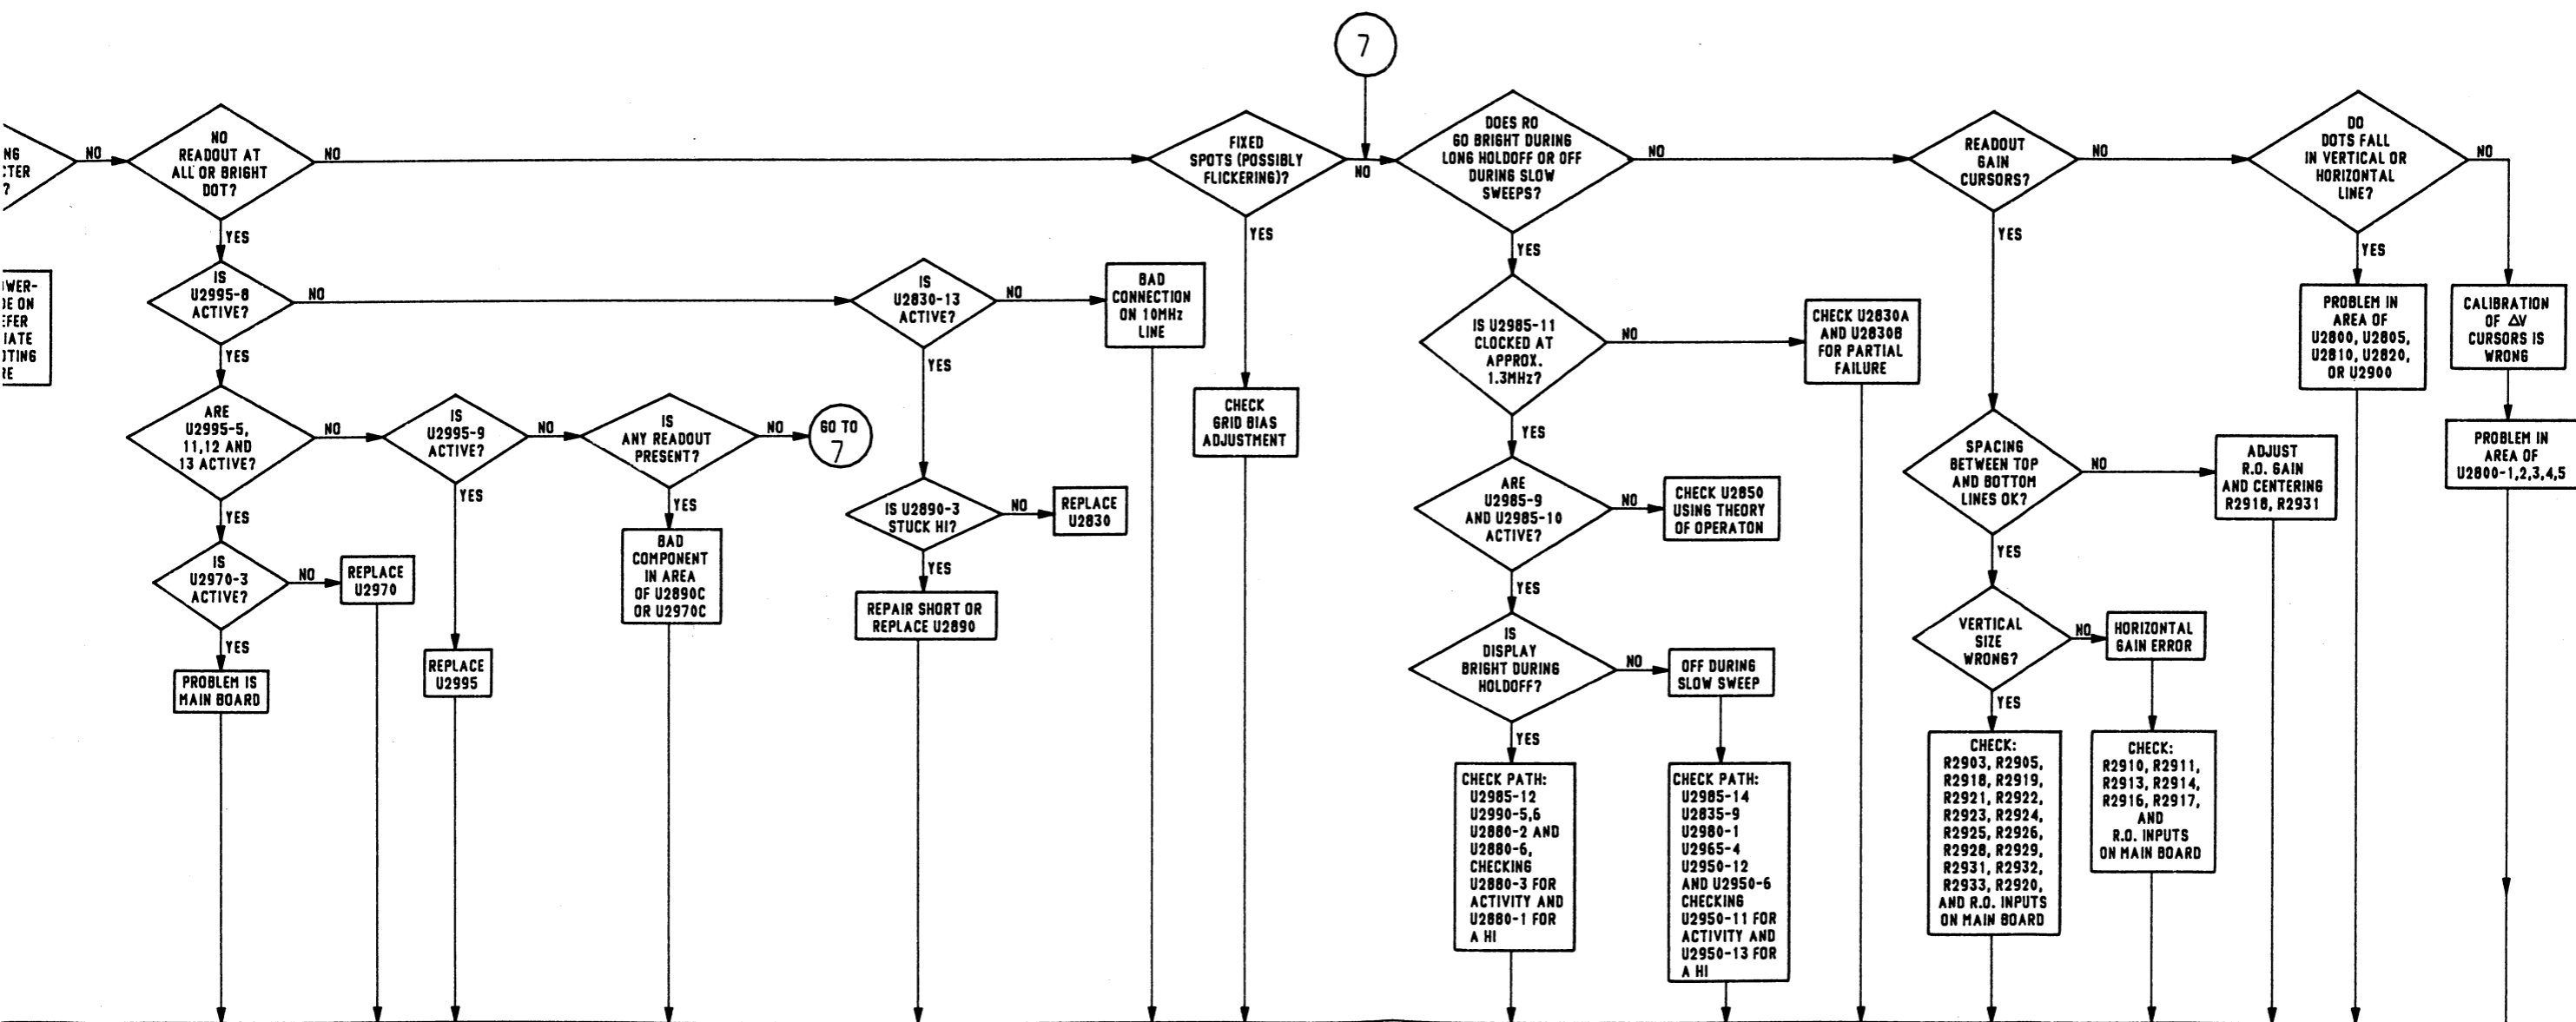 7
NG
CTER
?
NO
NO
READOUT AT
ALL OR BRIGHT
DOT?
NO
FIXED
SPOTS (POSSIBLY
FLICKERING)?
NO
DOES RO
GO BRIGHT DURING
LONG HOLDOFF OR OFF
DURING SLOW
SWEEPS?
NO
READOUT
GAIN
CURSORS?
NO
DO
DOTS FALL
IN VERTICAL OR
HORIZONTAL
LINE?
NO
YES
YES
YES
YES
YES
WER-
DE ON
EFER
IATE
OTING
RE
IS
U2995-8
ACTIVE?
NO
IS
U2830-13
ACTIVE?
NO
BAD
CONNECTION
ON 10MHz
LINE
IS U2985-11
CLOCKED AT
APPROX.
1.3MHz?
NO
CHECK U2830A
AND U2830B
FOR PARTIAL
FAILURE
PROBLEM IN
AREA OF
U2800, U2805,
U2810, U2820,
OR U2900
CALIBRATION
OF ΔV
CURSORS IS
WRONG
YES
YES
ARE
U2995-5,
11,12 AND
13 ACTIVE?
NO
IS
U2995-9
ACTIVE?
NO
IS
ANY READOUT
PRESENT?
NO
GO TO
7
CHECK
GRID BIAS
ADJUSTMENT
YES
SPACING
BETWEEN TOP
AND BOTTOM
LINES OK?
NO
ADJUST
R.O. GAIN
AND CENTERING
R2918, R2931
PROBLEM IN
AREA OF
U2800-1,2,3,4,5
YES
YES
YES
IS U2890-3
STUCK HI?
NO
REPLACE
U2830
ARE
U2985-9
AND U2985-10
ACTIVE?
NO
CHECK U2850
USING THEORY
OF OPERATON
IS
U2970-3
ACTIVE?
NO
REPLACE
U2970
BAD
COMPONENT
IN AREA
OF U2890C
OR U2970C
YES
REPAIR SHORT OR
REPLACE U2890
YES
YES
VERTICAL
SIZE
WRONG?
NO
HORIZONTAL
GAIN ERROR
YES
PROBLEM IS
MAIN BOARD
REPLACE
U2995
IS
DISPLAY
BRIGHT DURING
HOLDOFF?
NO
OFF DURING
SLOW SWEEP
YES
YES
CHECK PATH:
U2985-12
U2990-5,6
U2880-2 AND
U2880-6,
CHECKING
U2880-3 FOR
ACTIVITY AND
U2880-1 FOR
A HI
CHECK PATH:
U2985-14
U2835-9
U2980-1
U2965-4
U2950-12
AND U2950-6
CHECKING
U2950-11 FOR
ACTIVITY AND
U2950-13 FOR
A HI
CHECK:
R2903, R2905,
R2918, R2919,
R2921, R2922,
R2923, R2924,
R2925, R2926,
R2928, R2929,
R2931, R2932,
R2933, R2920,
AND R.O. INPUTS
ON MAIN BOARD
CHECK:
R2910, R2911,
R2913, R2914,
R2916, R2917,
AND
R.O. INPUTS
ON MAIN BOARD